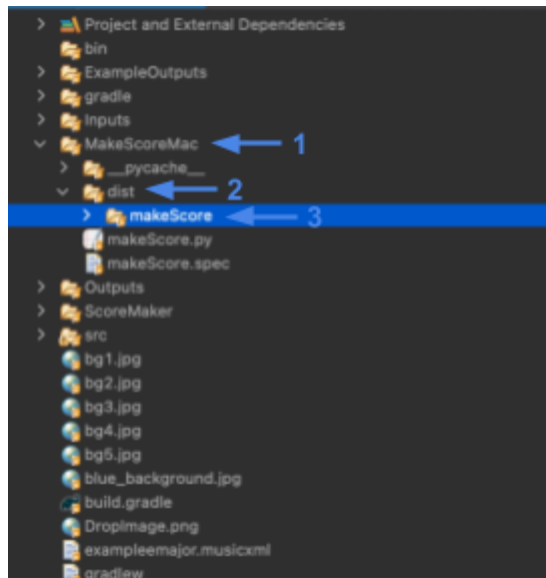 Project and External Dependencies
bin
ExampleOutputs
gradle
Inputs
MakeScoreMac 1
__pycache__
dist 2
makeScore 3
makeScore.py
makeScore.spec
Outputs
ScoreMaker
src
bg1.jpg
bg2.jpg
bg3.jpg
bg4.jpg
bg5.jpg
blue_background.jpg
build.gradle
DropImage.png
exampleemajor.musicxml
gradlew